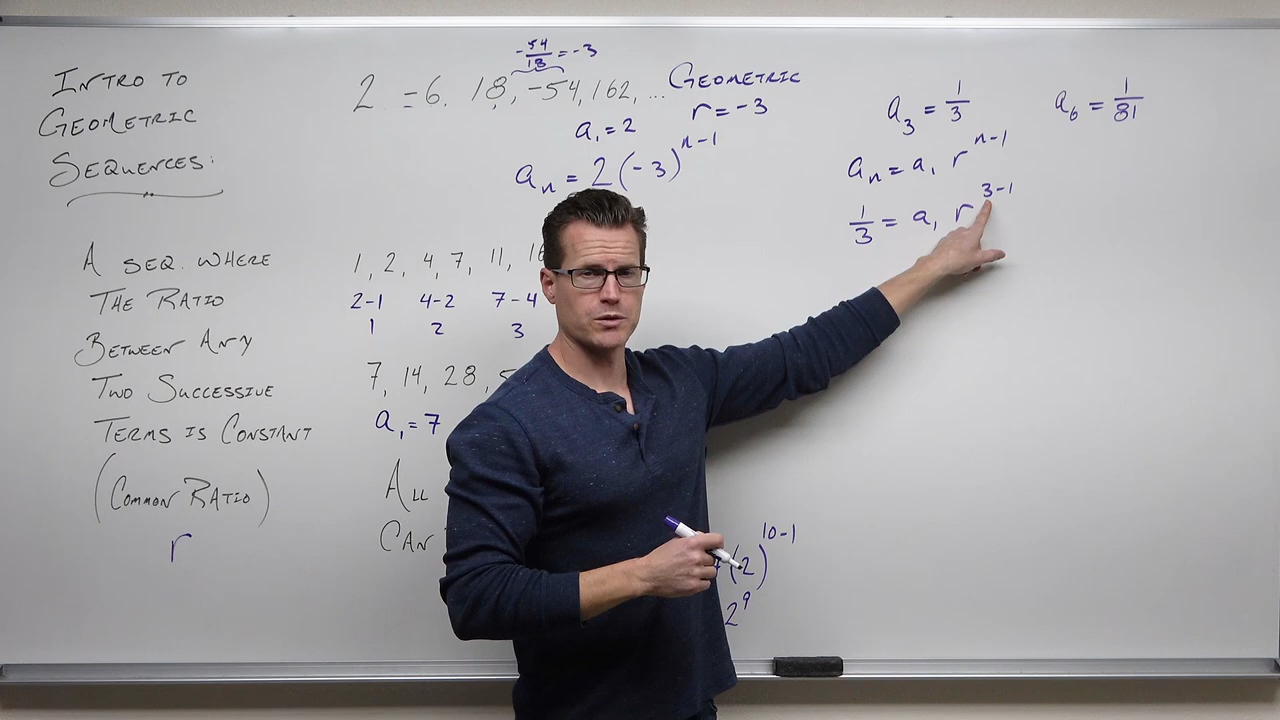 INTRO TO
GEOMETRIC
SEQUENCES:
A SEQ. WHERE
THE RATIO
BETWEEN ANY
TWO SUCCESSIVE
TERMS IS CONSTANT
(COMMON RATIO)
r
-54/18 = -3
2 = 6, 18, -54, 162, ... GEOMETRIC
a₁ = 2 r = -3
aₙ = 2(-3)ⁿ⁻¹
1, 2, 4, 7, 11, 16
2-1 4-2 7-4
1 2 3
7, 14, 28,
a₁ = 7
ALL
CAN
(2)¹⁰⁻¹
2⁹
a₃ = 1/3 a₆ = 1/81
aₙ = a₁ rⁿ⁻¹
1/3 = a₁ r³⁻¹